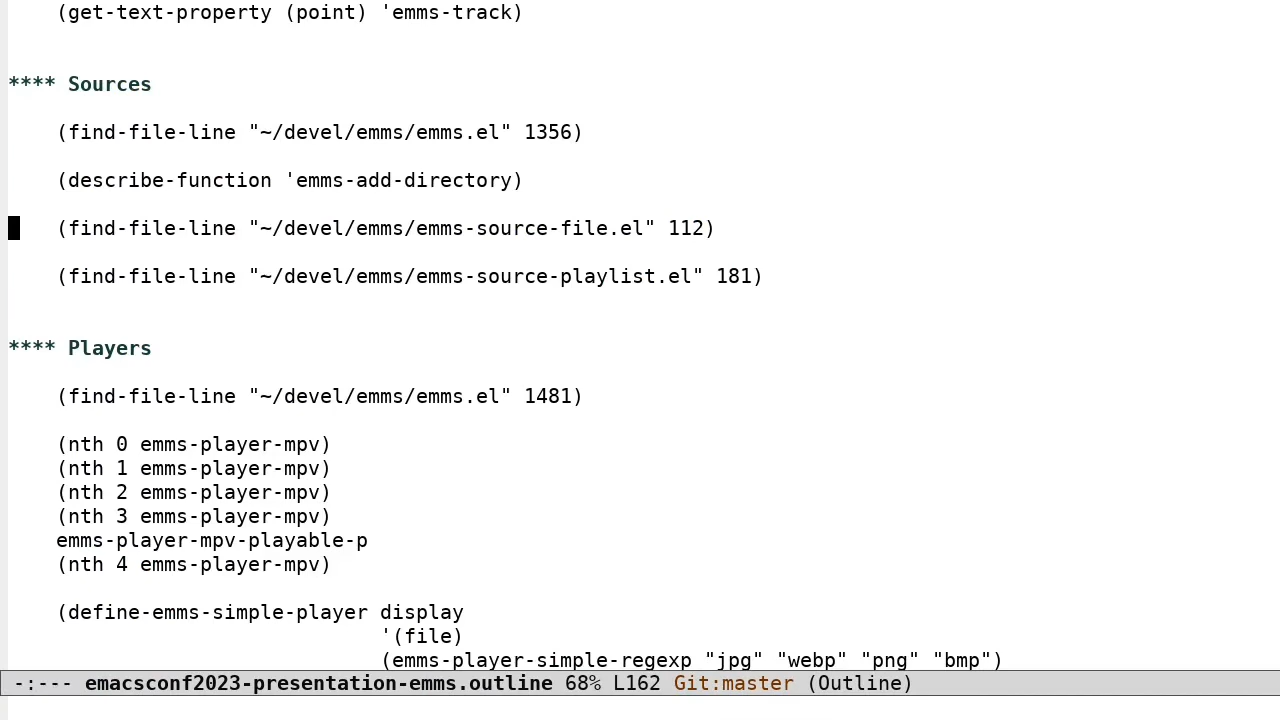 (get-text-property (point) 'emms-track)
**** Sources
(find-file-line "~/devel/emms/emms.el" 1356)
(describe-function 'emms-add-directory)
(find-file-line "~/devel/emms/emms-source-file.el" 112)
(find-file-line "~/devel/emms/emms-source-playlist.el" 181)
**** Players
(find-file-line "~/devel/emms/emms.el" 1481)
(nth 0 emms-player-mpv)
(nth 1 emms-player-mpv)
(nth 2 emms-player-mpv)
(nth 3 emms-player-mpv)
emms-player-mpv-playable-p
(nth 4 emms-player-mpv)
(define-emms-simple-player display
'(file)
(emms-player-simple-regexp "jpg" "webp" "png" "bmp")
-:--- emacsconf2023-presentation-emms.outline 68% L162 Git:master (Outline)